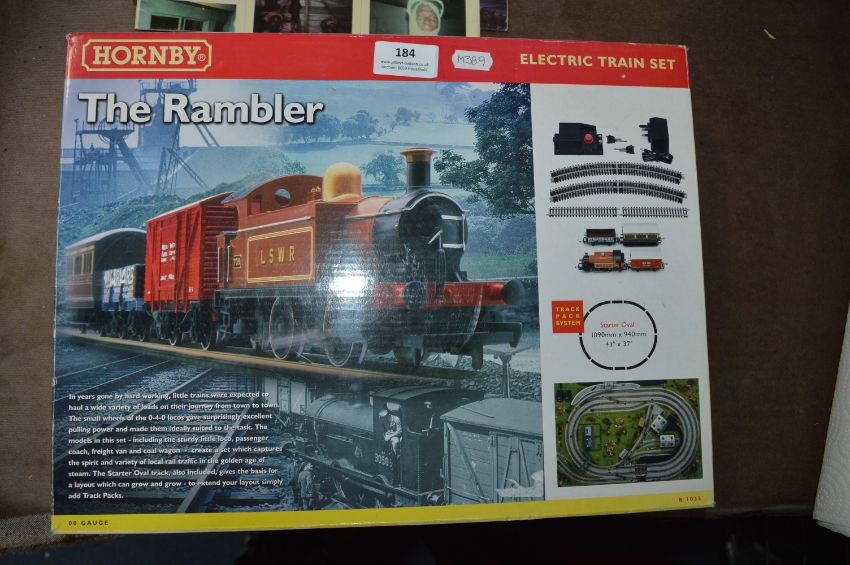 HORNBY®
184
M389
ELECTRIC TRAIN SET
The Rambler
LSWR
TRACK
PACK
SYSTEM
Starter Oval
1090mm x 940mm
43" x 37"
In years gone by hard working, little trains were expected to
haul a wide variety of loads on their journey from town to town.
The small wheels of the 0-4-0 locos gave surprisingly excellent
pulling power and made them ideally suited to the task. The
models in this set - including the sturdy little loco, passenger
coach, freight van and coal wagon - create a set which captures
the spirit and variety of local rail traffic in the golden age of
steam. The Starter Oval track, also included, gives the basis for
a layout which can grow and grow - to extend your layout simply
add Track Packs.
00 GAUGE
R 1035